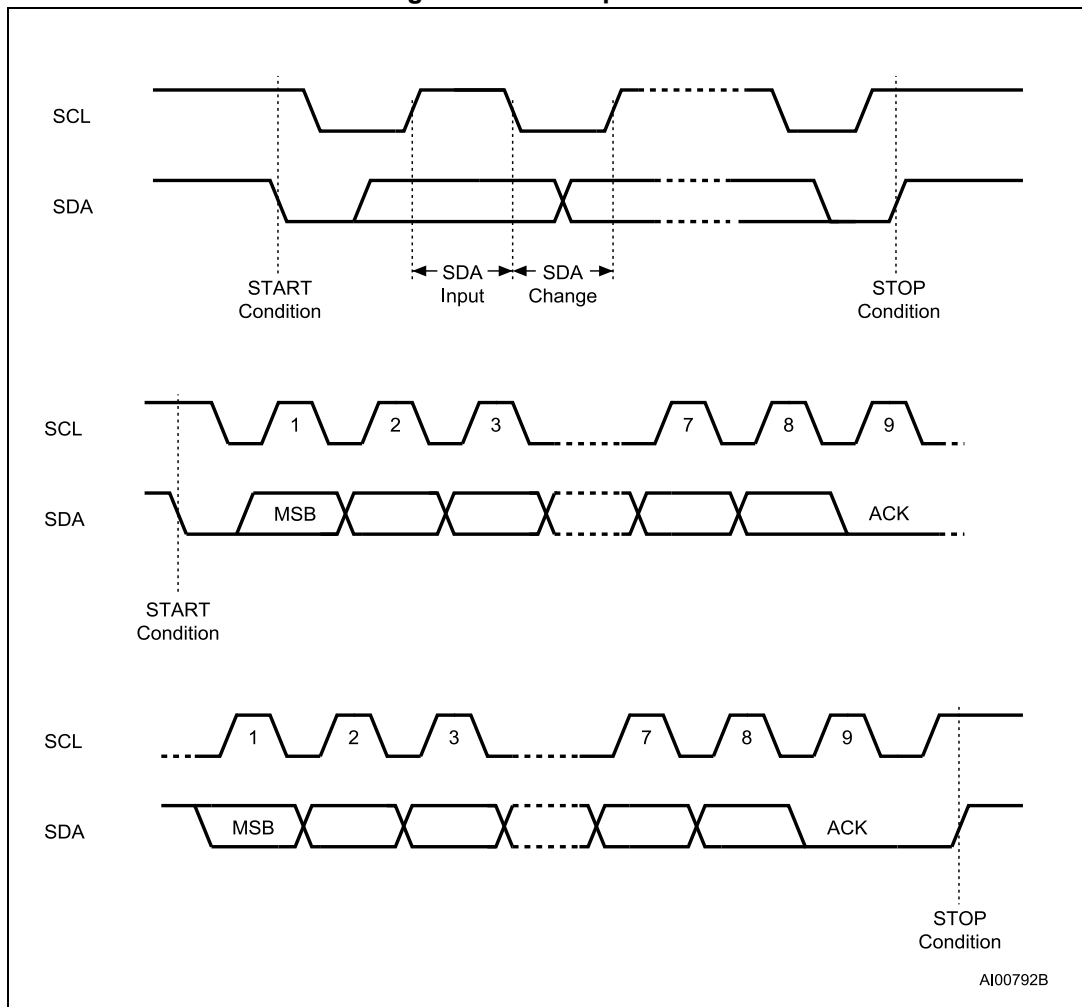 SCL
SDA
SDA
Input
SDA
Change
START
Condition
STOP
Condition
SCL
1 2 3 7 8 9
SDA
MSB
ACK
START
Condition
SCL
1 2 3 7 8 9
SDA
MSB
ACK
STOP
Condition
AI00792B